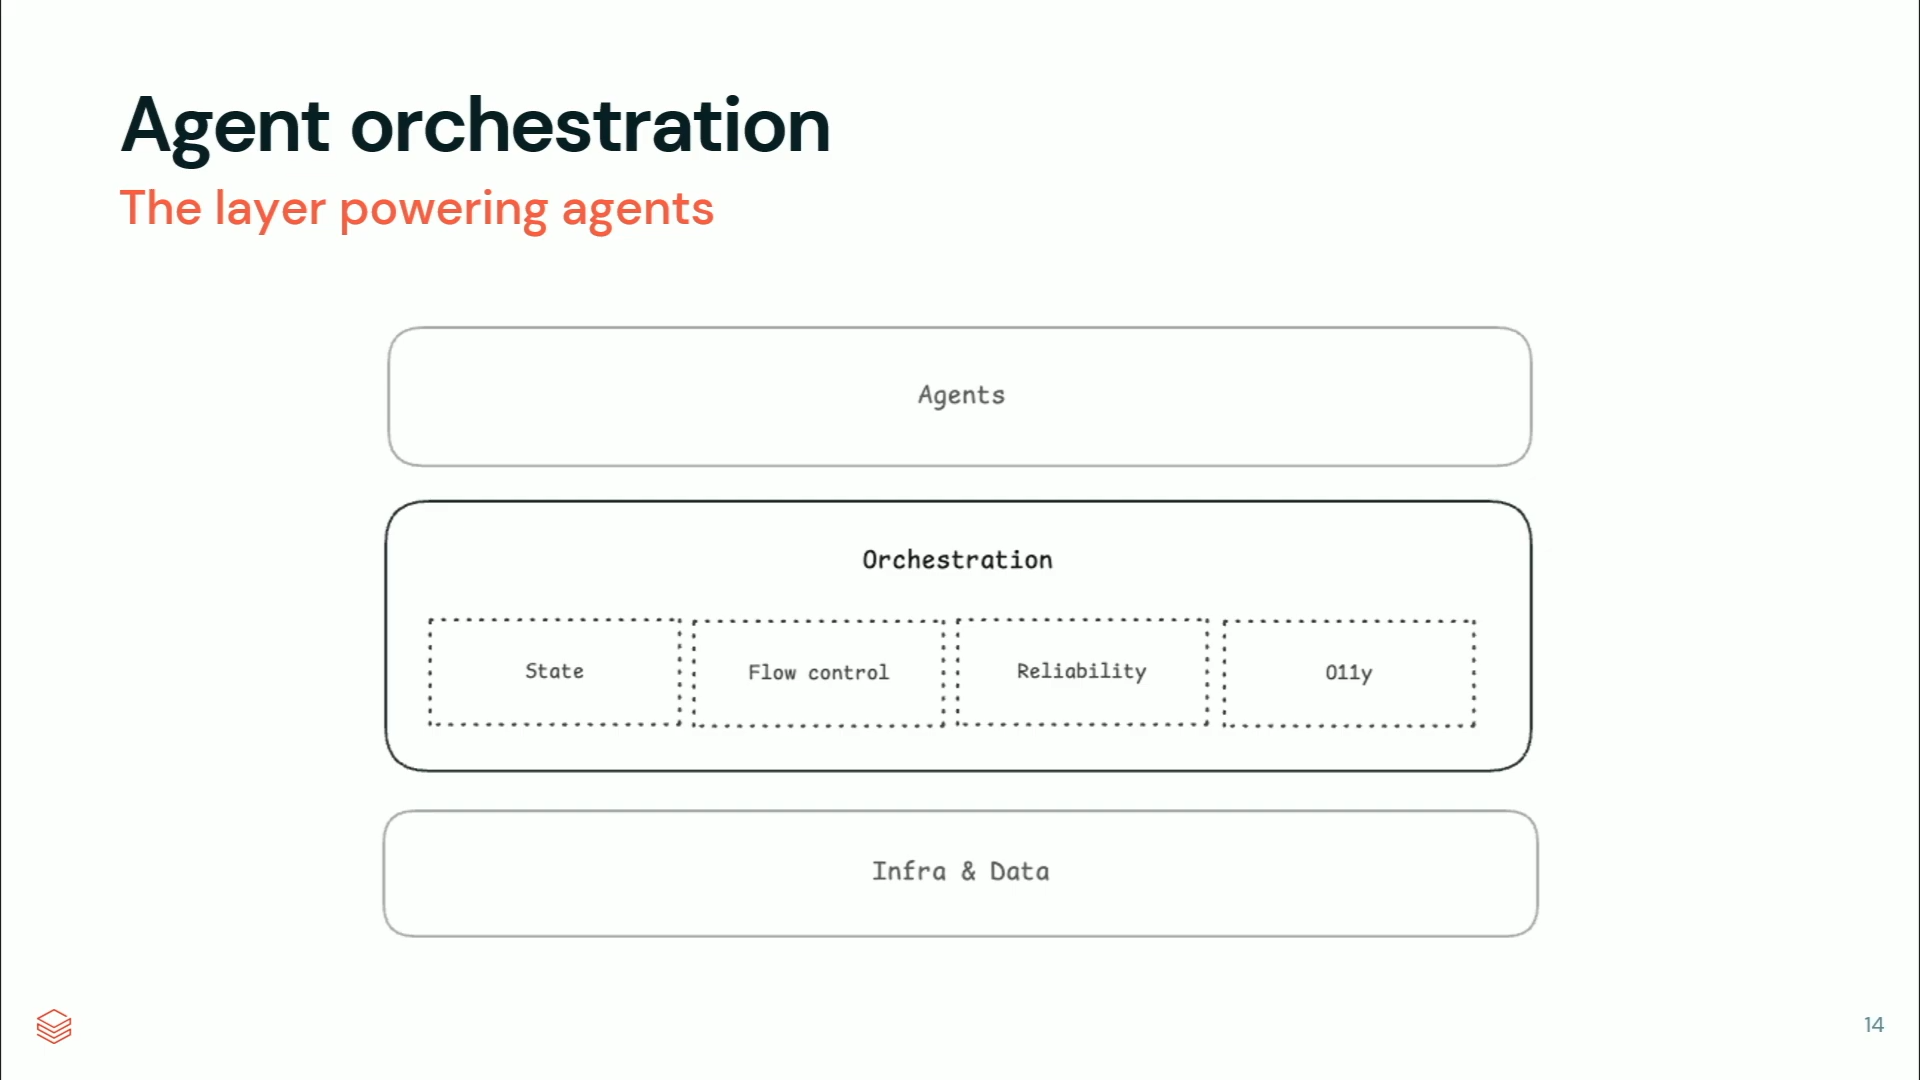 Agent orchestration
The layer powering agents
Agents
Orchestration
State
Flow control
Reliability
O11y
Infra & Data
14